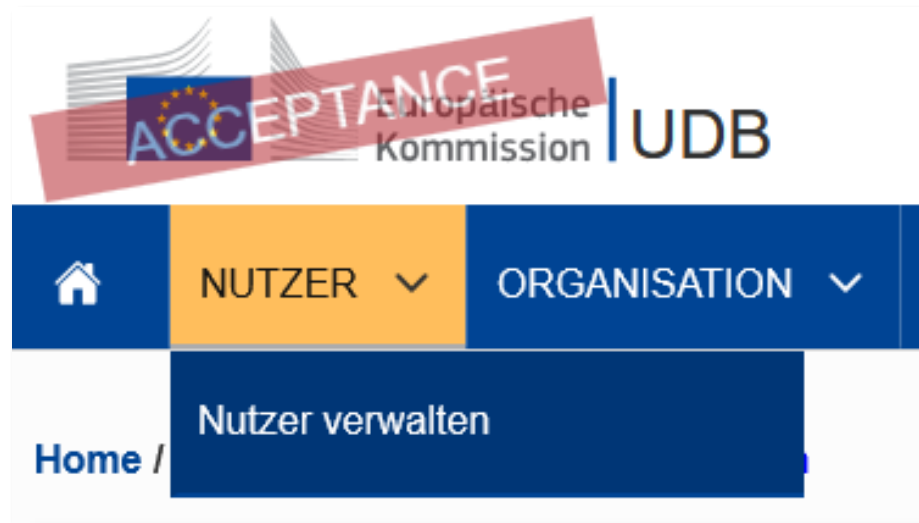 ACCEPTANCE
Europäische
Kommission
UDB
NUTZER
ORGANISATION
Nutzer verwalten
Home /